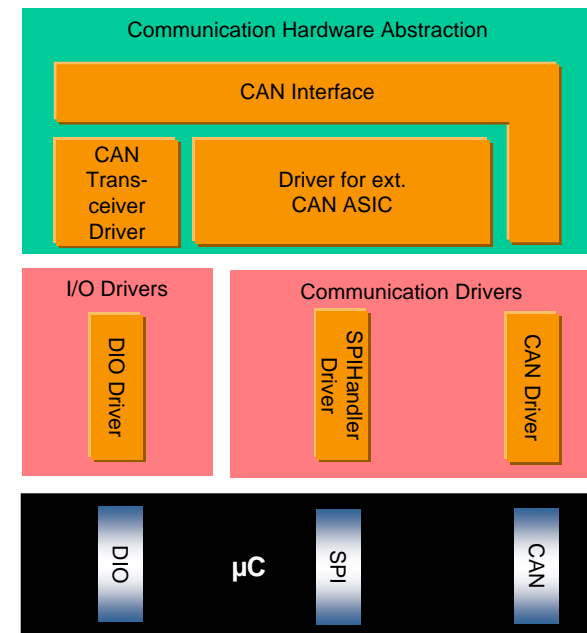 Communication Hardware Abstraction
CAN Interface
CAN
Trans-
ceiver
Driver
Driver for ext.
CAN ASIC
I/O Drivers
Communication Drivers
DIO Driver
SPIHandler
Driver
CAN Driver
DIO
µC
SPI
CAN